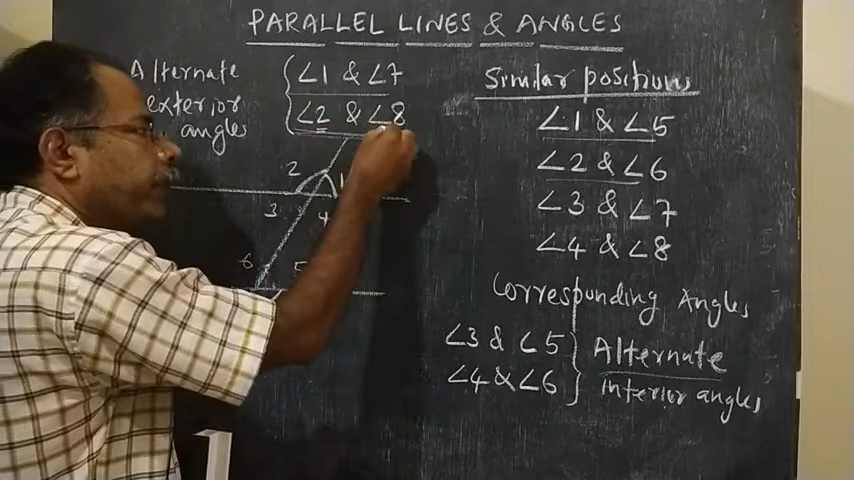 PARALLEL LINES & ANGLES
Alternate
exterior
angles
∠1 & ∠7
∠2 & ∠8
2
1
3
4
6
5
Similar positions
∠1 & ∠5
∠2 & ∠6
∠3 & ∠7
∠4 & ∠8
Corresponding Angles
∠3 & ∠5
∠4 & ∠6
Alternate
interior angles